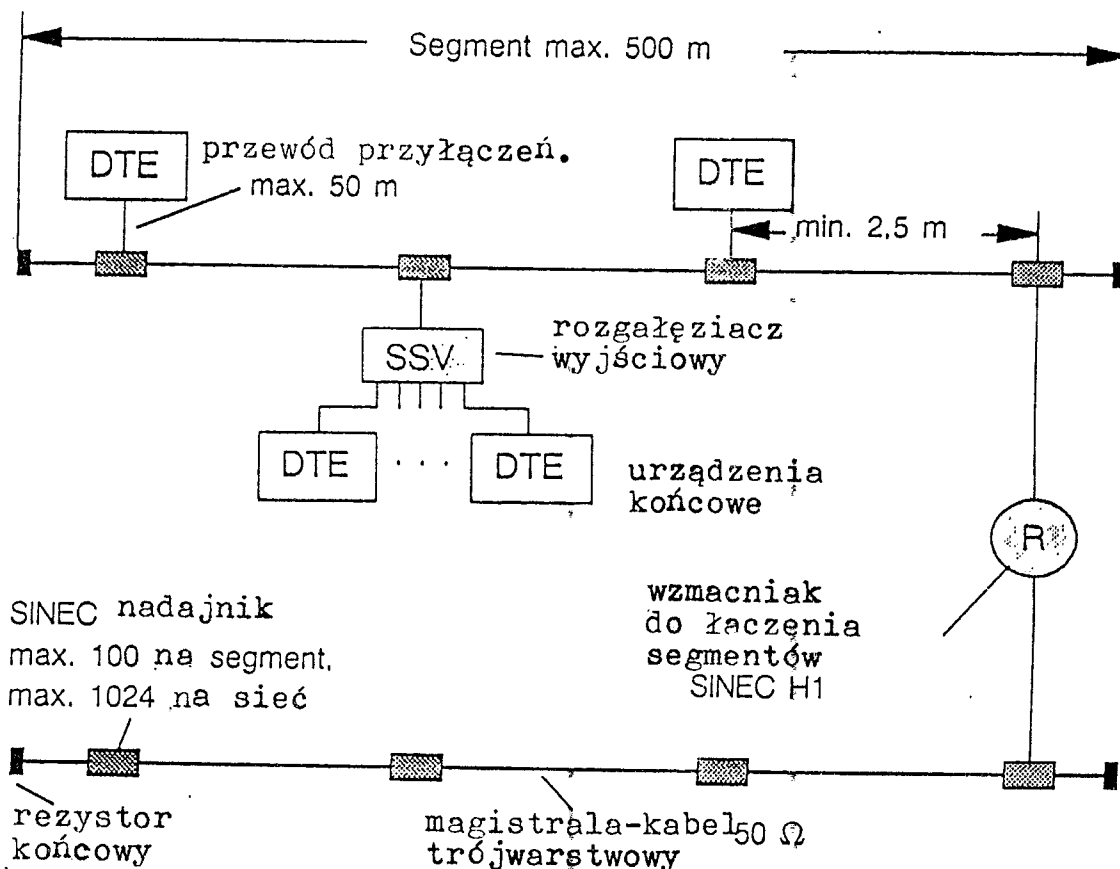 Segment max. 500 m
DTE
przewód przyłączeń.
max. 50 m
DTE
min. 2,5 m
SSV
rozgałęziacz
wyjściowy
DTE
. . .
DTE
urządzenia
końcowe
R
wzmacniak
do łaczenia
segmentów
SINEC H1
SINEC nadajnik
max. 100 na segment,
max. 1024 na sieć
rezystor
końcowy
magistrala-kabel 50 Ω
trójwarstwowy